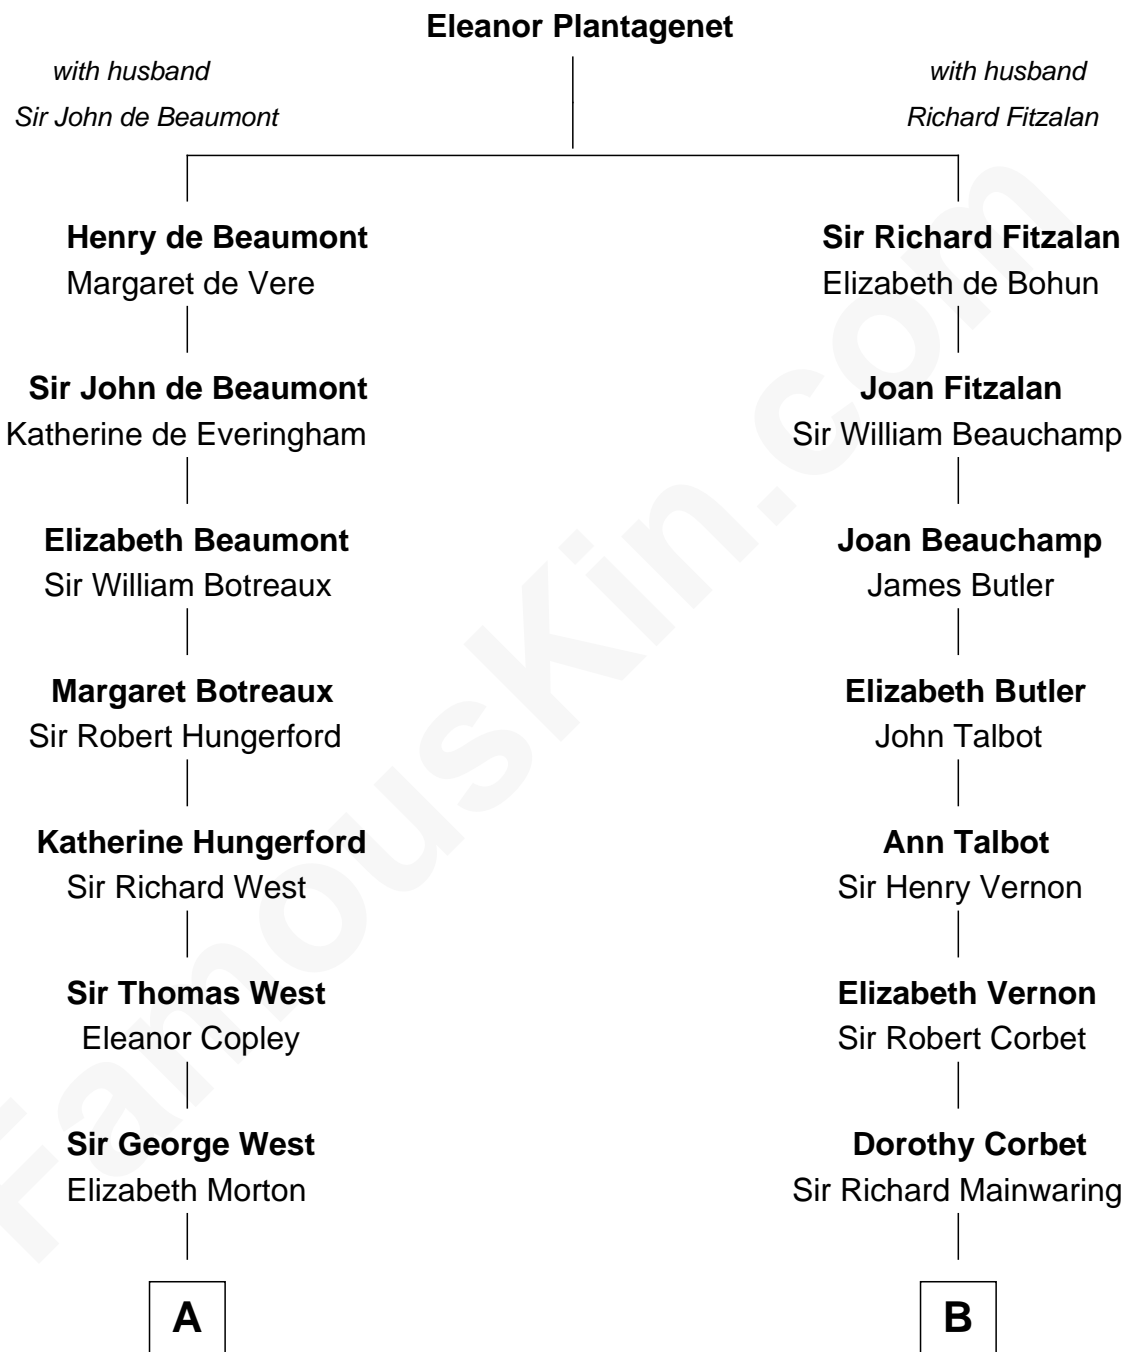 Eleanor Plantagenet
with husband
Sir John de Beaumont
with husband
Richard Fitzalan
Henry de Beaumont
Margaret de Vere
Sir Richard Fitzalan
Elizabeth de Bohun
Sir John de Beaumont
Katherine de Everingham
Joan Fitzalan
Sir William Beauchamp
Elizabeth Beaumont
Sir William Botreaux
Joan Beauchamp
James Butler
Margaret Botreaux
Sir Robert Hungerford
Elizabeth Butler
John Talbot
Katherine Hungerford
Sir Richard West
Ann Talbot
Sir Henry Vernon
Sir Thomas West
Eleanor Copley
Elizabeth Vernon
Sir Robert Corbet
Sir George West
Elizabeth Morton
Dorothy Corbet
Sir Richard Mainwaring
A
B
FamousKin.com